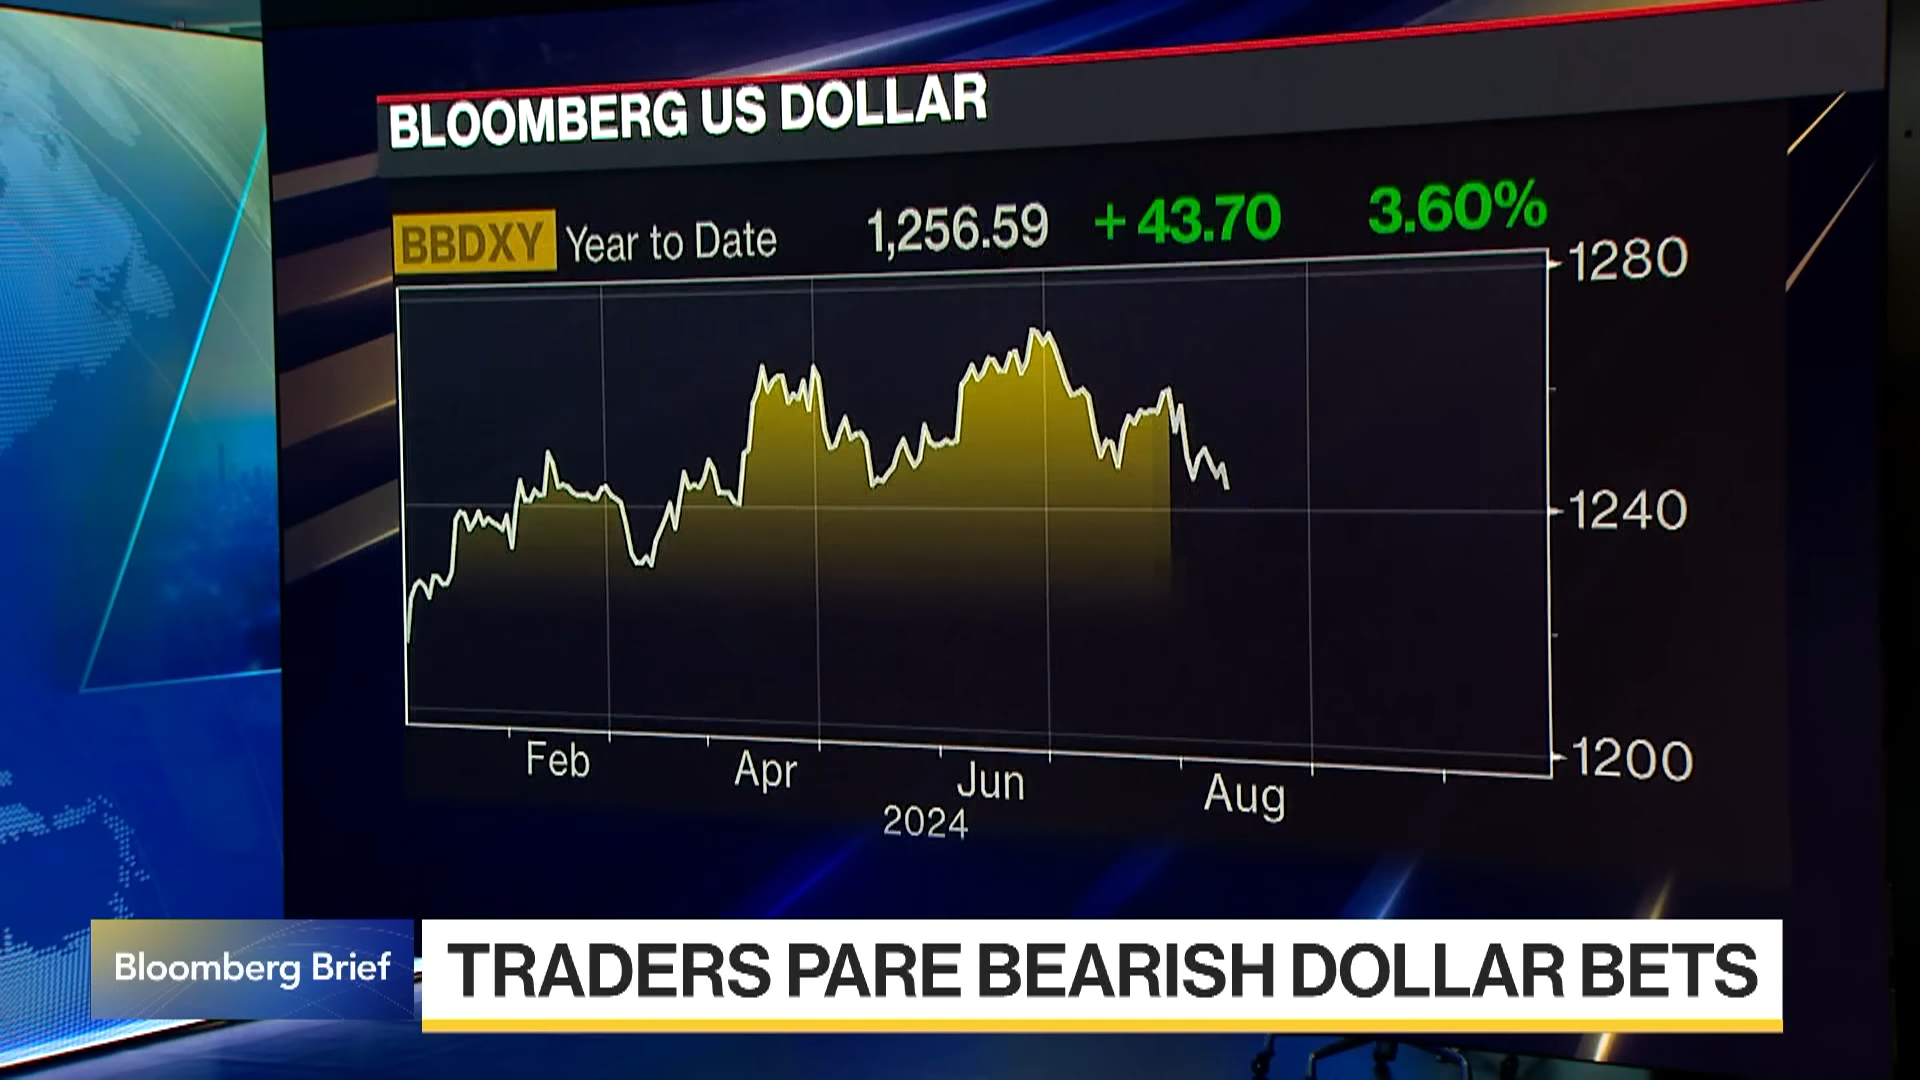 BLOOMBERG US DOLLAR
BBDXY Year to Date 1,256.59 +43.70 3.60%
1280
1240
1200
Feb Apr Jun Aug
2024
Bloomberg Brief
TRADERS PARE BEARISH DOLLAR BETS